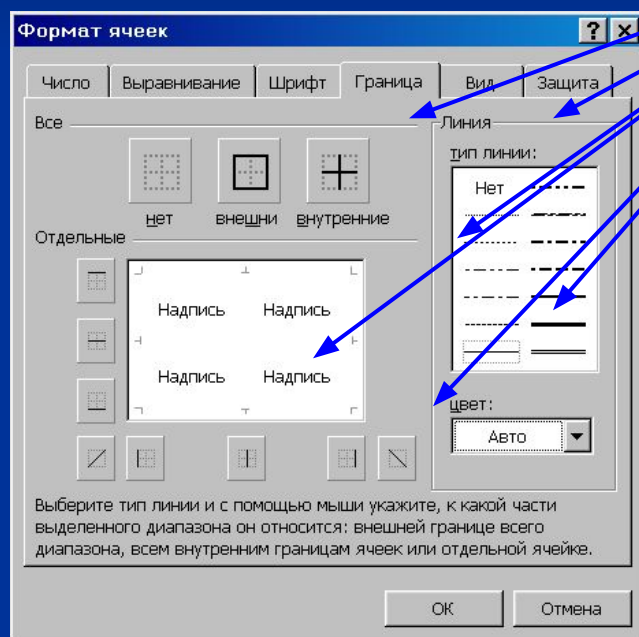 Формат ячеек
Число Выравнивание Шрифт Граница Вид Защита
Все
нет внешни внутренние
Отдельные
Надпись Надпись
Надпись Надпись
Линия
тип линии:
Нет
цвет:
Авто
Выберите тип линии и с помощью мыши укажите, к какой части
выделенного диапазона он относится: внешней границе всего
диапазона, всем внутренним границам ячеек или отдельной ячейке.
ОК Отмена